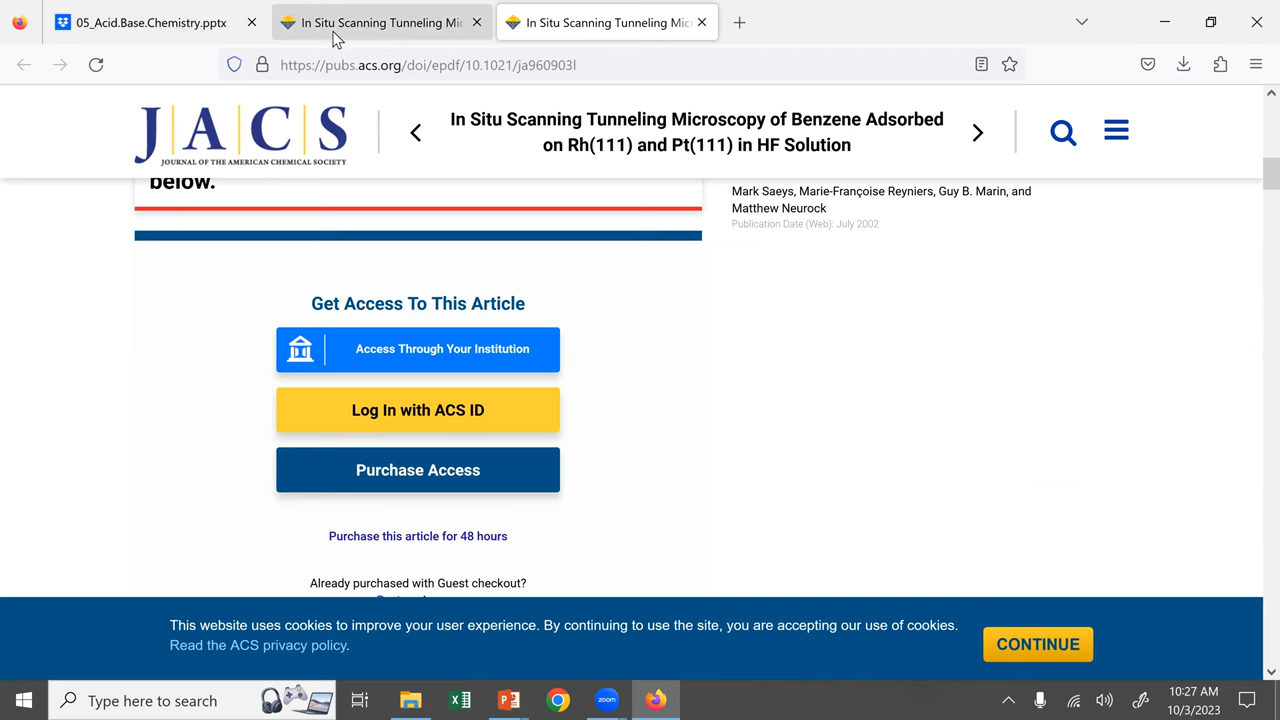 05_Acid.Base.Chemistry.pptx
In Situ Scanning Tunneling Mic
In Situ Scanning Tunneling Mic
https://pubs.acs.org/doi/epdf/10.1021/ja960903l
JACS
JOURNAL OF THE AMERICAN CHEMICAL SOCIETY
In Situ Scanning Tunneling Microscopy of Benzene Adsorbed
on Rh(111) and Pt(111) in HF Solution
below.
Mark Saeys, Marie-Françoise Reyniers, Guy B. Marin, and
Matthew Neurock
Publication Date (Web): July 2002
Get Access To This Article
Access Through Your Institution
Log In with ACS ID
Purchase Access
Purchase this article for 48 hours
Already purchased with Guest checkout?
This website uses cookies to improve your user experience. By continuing to use the site, you are accepting our use of cookies.
Read the ACS privacy policy.
CONTINUE
Type here to search
zoom
10:27 AM
10/3/2023